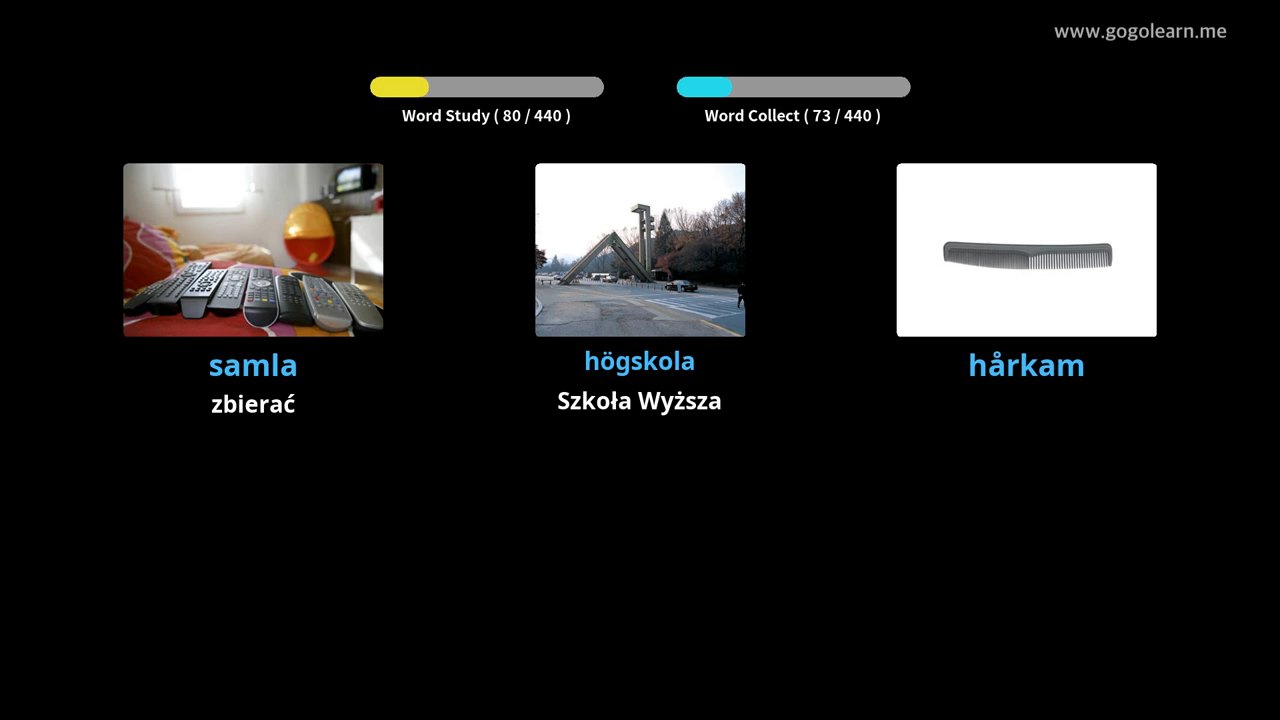 www.gogolearn.me
Word Study ( 80 / 440 )
Word Collect ( 73 / 440 )
samla
zbierać
högskola
Szkoła Wyższa
hårkam